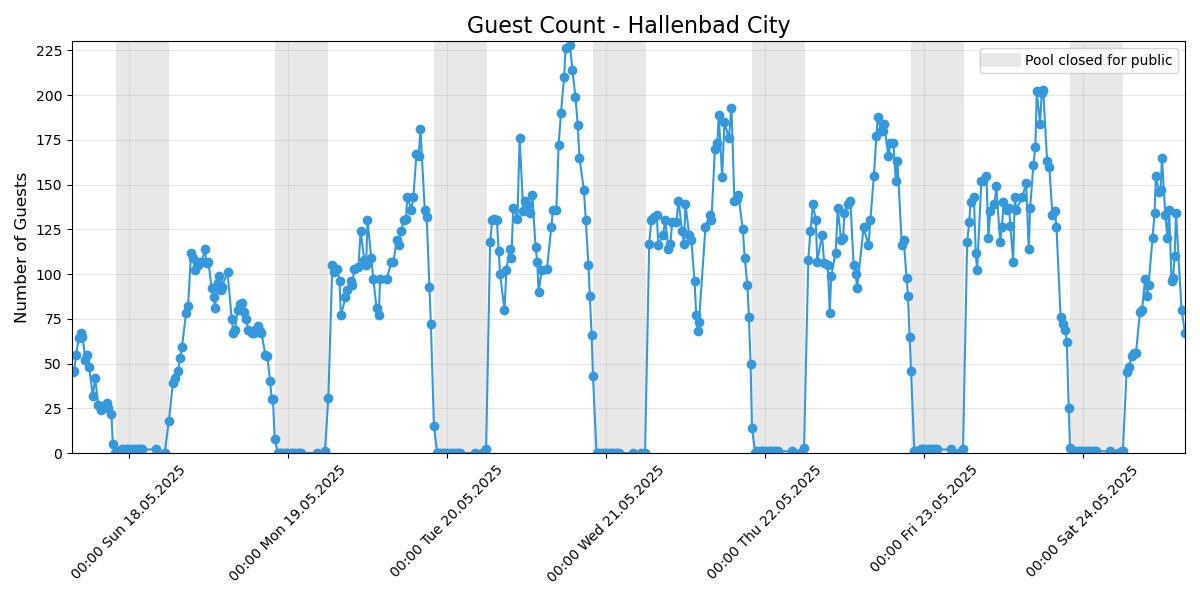 Guest Count - Hallenbad City
Pool closed for public
Number of Guests
225
200
175
150
125
100
75
50
25
0
00:00 Sun 18.05.2025
00:00 Mon 19.05.2025
00:00 Tue 20.05.2025
00:00 Wed 21.05.2025
00:00 Thu 22.05.2025
00:00 Fri 23.05.2025
00:00 Sat 24.05.2025